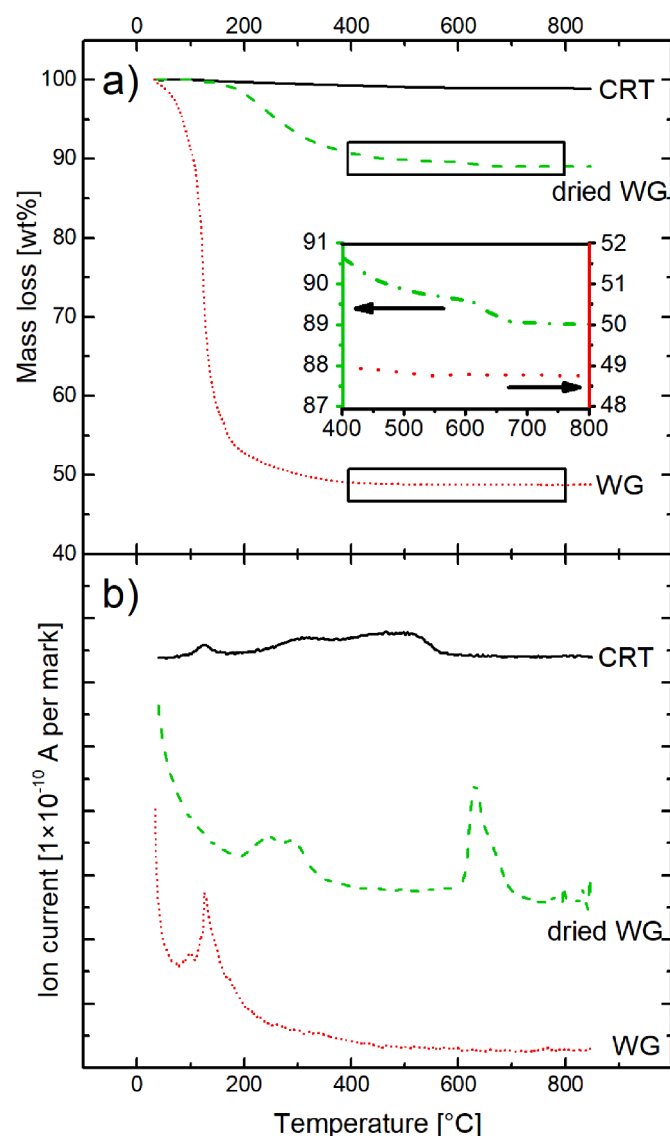 0 200 400 600 800
a)
100
90
80
70
60
50
40
Mass loss [wt%]
CRT
dried WG
91
90
89
88
87
52
51
50
49
48
400 500 600 700 800
WG
b)
CRT
dried WG
WG
Ion current [1×10⁻¹⁰ A per mark]
0 200 400 600 800
Temperature [°C]